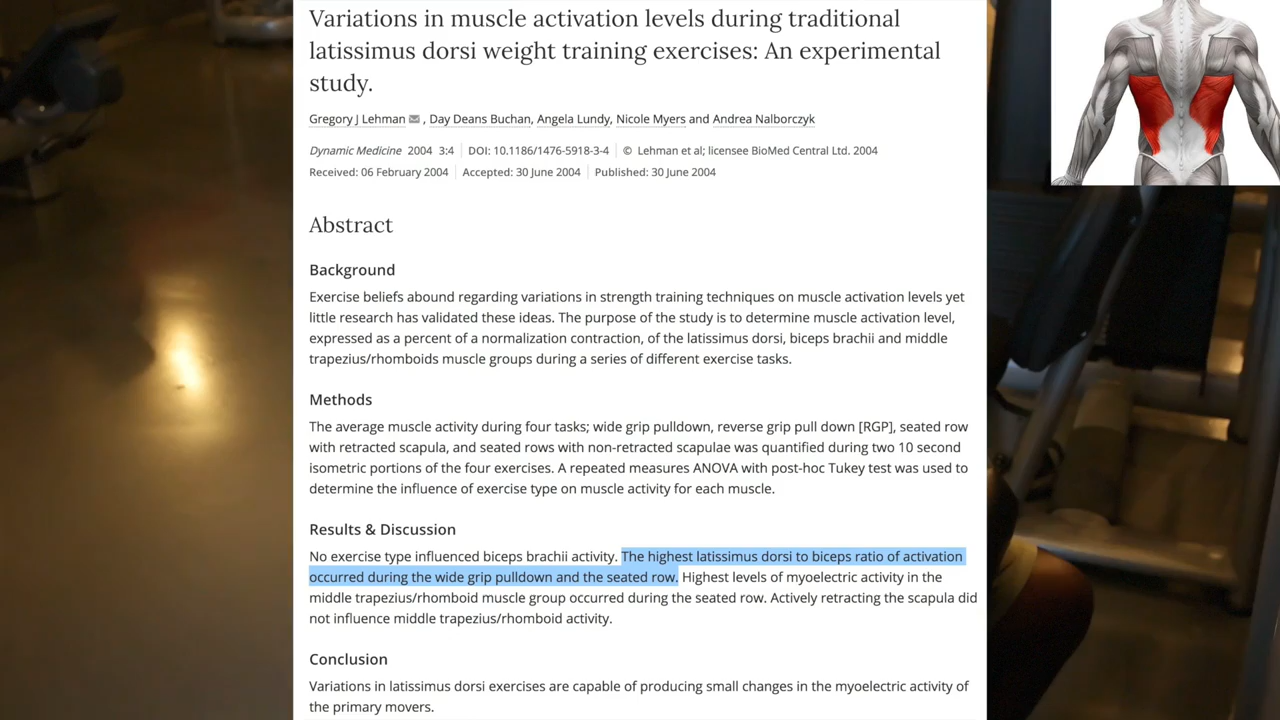 Variations in muscle activation levels during traditional
latissimus dorsi weight training exercises: An experimental
study.
Gregory J Lehman , Day Deans Buchan, Angela Lundy, Nicole Myers and Andrea Nalborczyk
Dynamic Medicine 2004 3:4 DOI: 10.1186/1476-5918-3-4 © Lehman et al; licensee BioMed Central Ltd. 2004
Received: 06 February 2004 Accepted: 30 June 2004 Published: 30 June 2004
Abstract
Background
Exercise beliefs abound regarding variations in strength training techniques on muscle activation levels yet
little research has validated these ideas. The purpose of the study is to determine muscle activation level,
expressed as a percent of a normalization contraction, of the latissimus dorsi, biceps brachii and middle
trapezius/rhomboids muscle groups during a series of different exercise tasks.
Methods
The average muscle activity during four tasks; wide grip pulldown, reverse grip pull down [RGP], seated row
with retracted scapula, and seated rows with non-retracted scapulae was quantified during two 10 second
isometric portions of the four exercises. A repeated measures ANOVA with post-hoc Tukey test was used to
determine the influence of exercise type on muscle activity for each muscle.
Results & Discussion
No exercise type influenced biceps brachii activity. The highest latissimus dorsi to biceps ratio of activation
occurred during the wide grip pulldown and the seated row. Highest levels of myoelectric activity in the
middle trapezius/rhomboid muscle group occurred during the seated row. Actively retracting the scapula did
not influence middle trapezius/rhomboid activity.
Conclusion
Variations in latissimus dorsi exercises are capable of producing small changes in the myoelectric activity of
the primary movers.